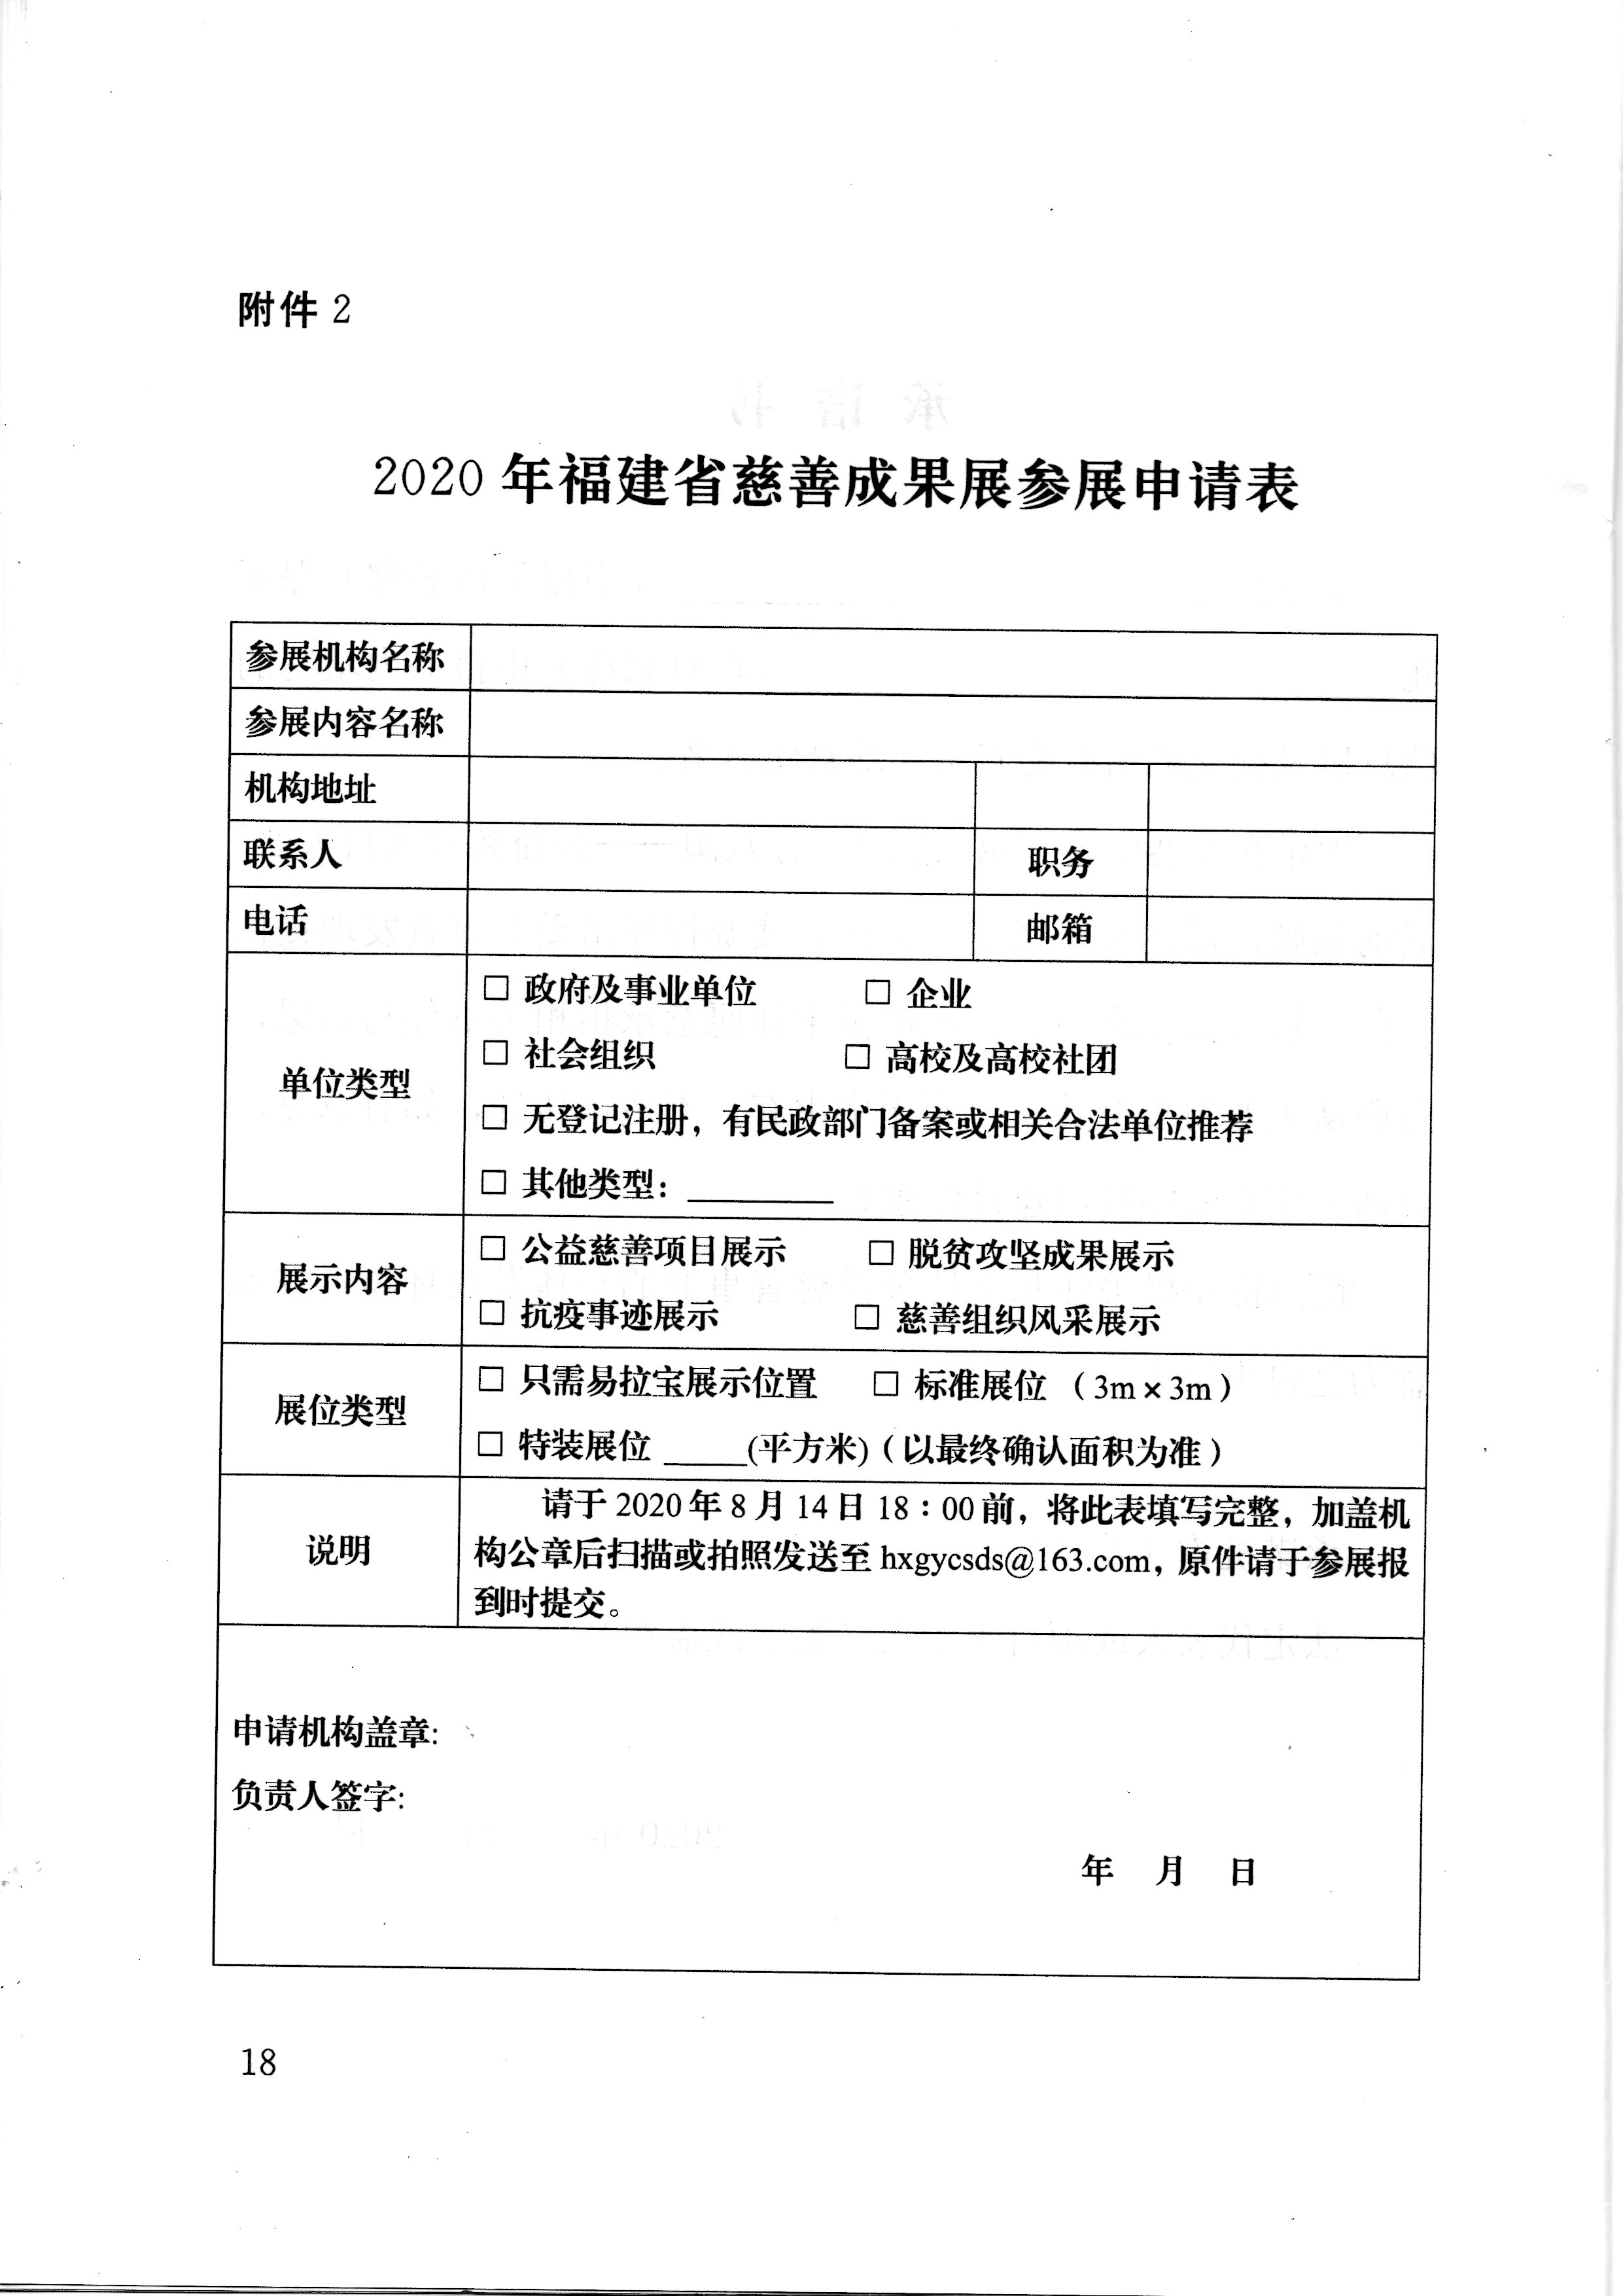 附件 2
2020 年福建省慈善成果展参展申请表
参展机构名称
参展内容名称
机构地址
联系人 职务
电话 邮箱
单位类型
□ 政府及事业单位 □ 企业
□ 社会组织 □ 高校及高校社团
□ 无登记注册，有民政部门备案或相关合法单位推荐
□ 其他类型：________
展示内容
□ 公益慈善项目展示 □ 脱贫攻坚成果展示
□ 抗疫事迹展示 □ 慈善组织风采展示
展位类型
□ 只需易拉宝展示位置 □ 标准展位 （3m × 3m）
□ 特装展位 _____(平方米)（以最终确认面积为准）
说明
请于 2020 年 8 月 14 日 18：00 前，将此表填写完整，加盖机
构公章后扫描或拍照发送至 hxgycsds@163.com，原件请于参展报
到时提交。
申请机构盖章:
负责人签字:
年 月 日
18